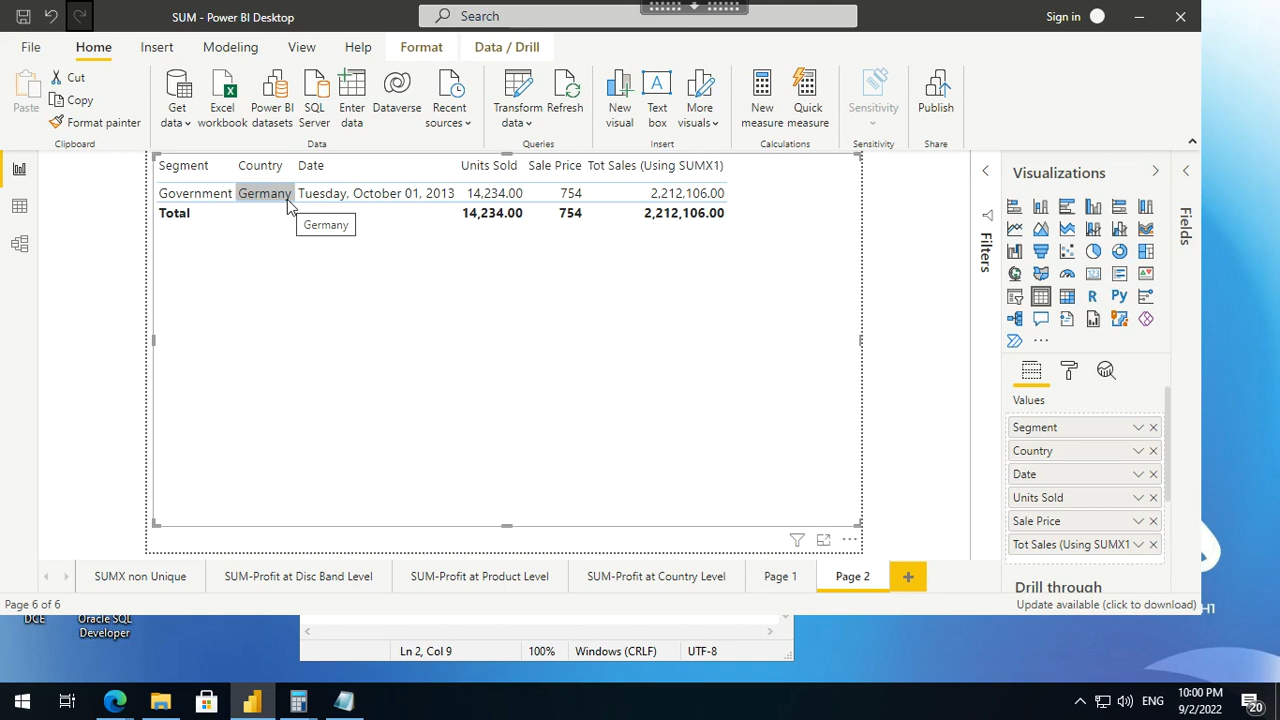 SUM - Power BI Desktop
Search
Sign in
File
Home
Insert
Modeling
View
Help
Format
Data / Drill
Paste
Cut
Copy
Format painter
Clipboard
Get data
Excel workbook
Power BI datasets
SQL Server
Enter data
Dataverse
Recent sources
Data
Transform data
Refresh
Queries
New visual
Text box
More visuals
Insert
New measure
Quick measure
Calculations
Sensitivity
Sensitivity
Publish
Share
Segment Country Date Units Sold Sale Price Tot Sales (Using SUMX1)
Government Germany Tuesday, October 01, 2013 14,234.00 754 2,212,106.00
Total 14,234.00 754 2,212,106.00
Germany
Filters
Visualizations
Fields
R
Py
Values
Segment
Country
Date
Units Sold
Sale Price
Tot Sales (Using SUMX1
Drill through
SUMX non Unique
SUM-Profit at Disc Band Level
SUM-Profit at Product Level
SUM-Profit at Country Level
Page 1
Page 2
Page 6 of 6
Update available (click to download)
DCE
Oracle SQL Developer
Ln 2, Col 9
100%
Windows (CRLF)
UTF-8
ENG
10:00 PM
9/2/2022
20